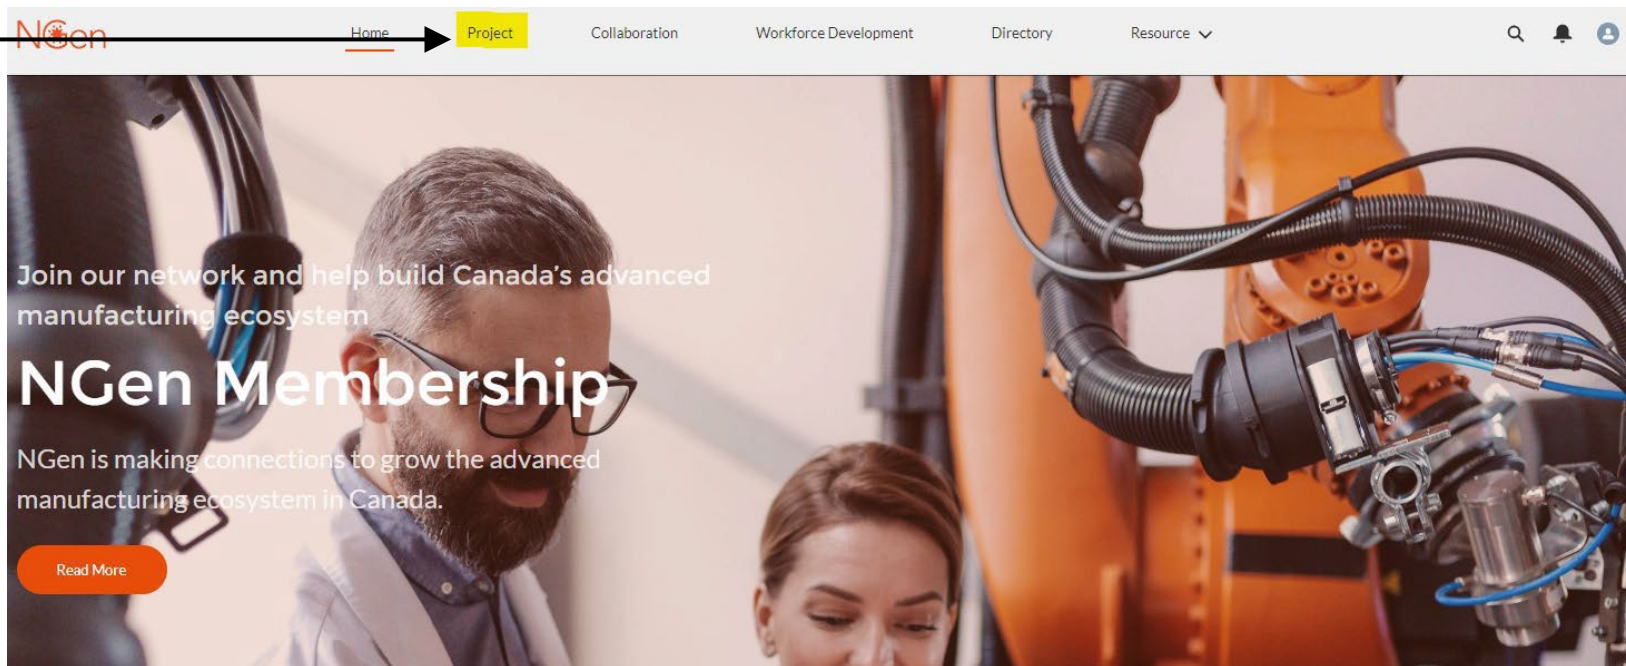 NGen
Home Project Collaboration Workforce Development Directory Resource
Join our network and help build Canada's advanced
manufacturing ecosystem
NGen Membership
NGen is making connections to grow the advanced
manufacturing ecosystem in Canada.
Read More